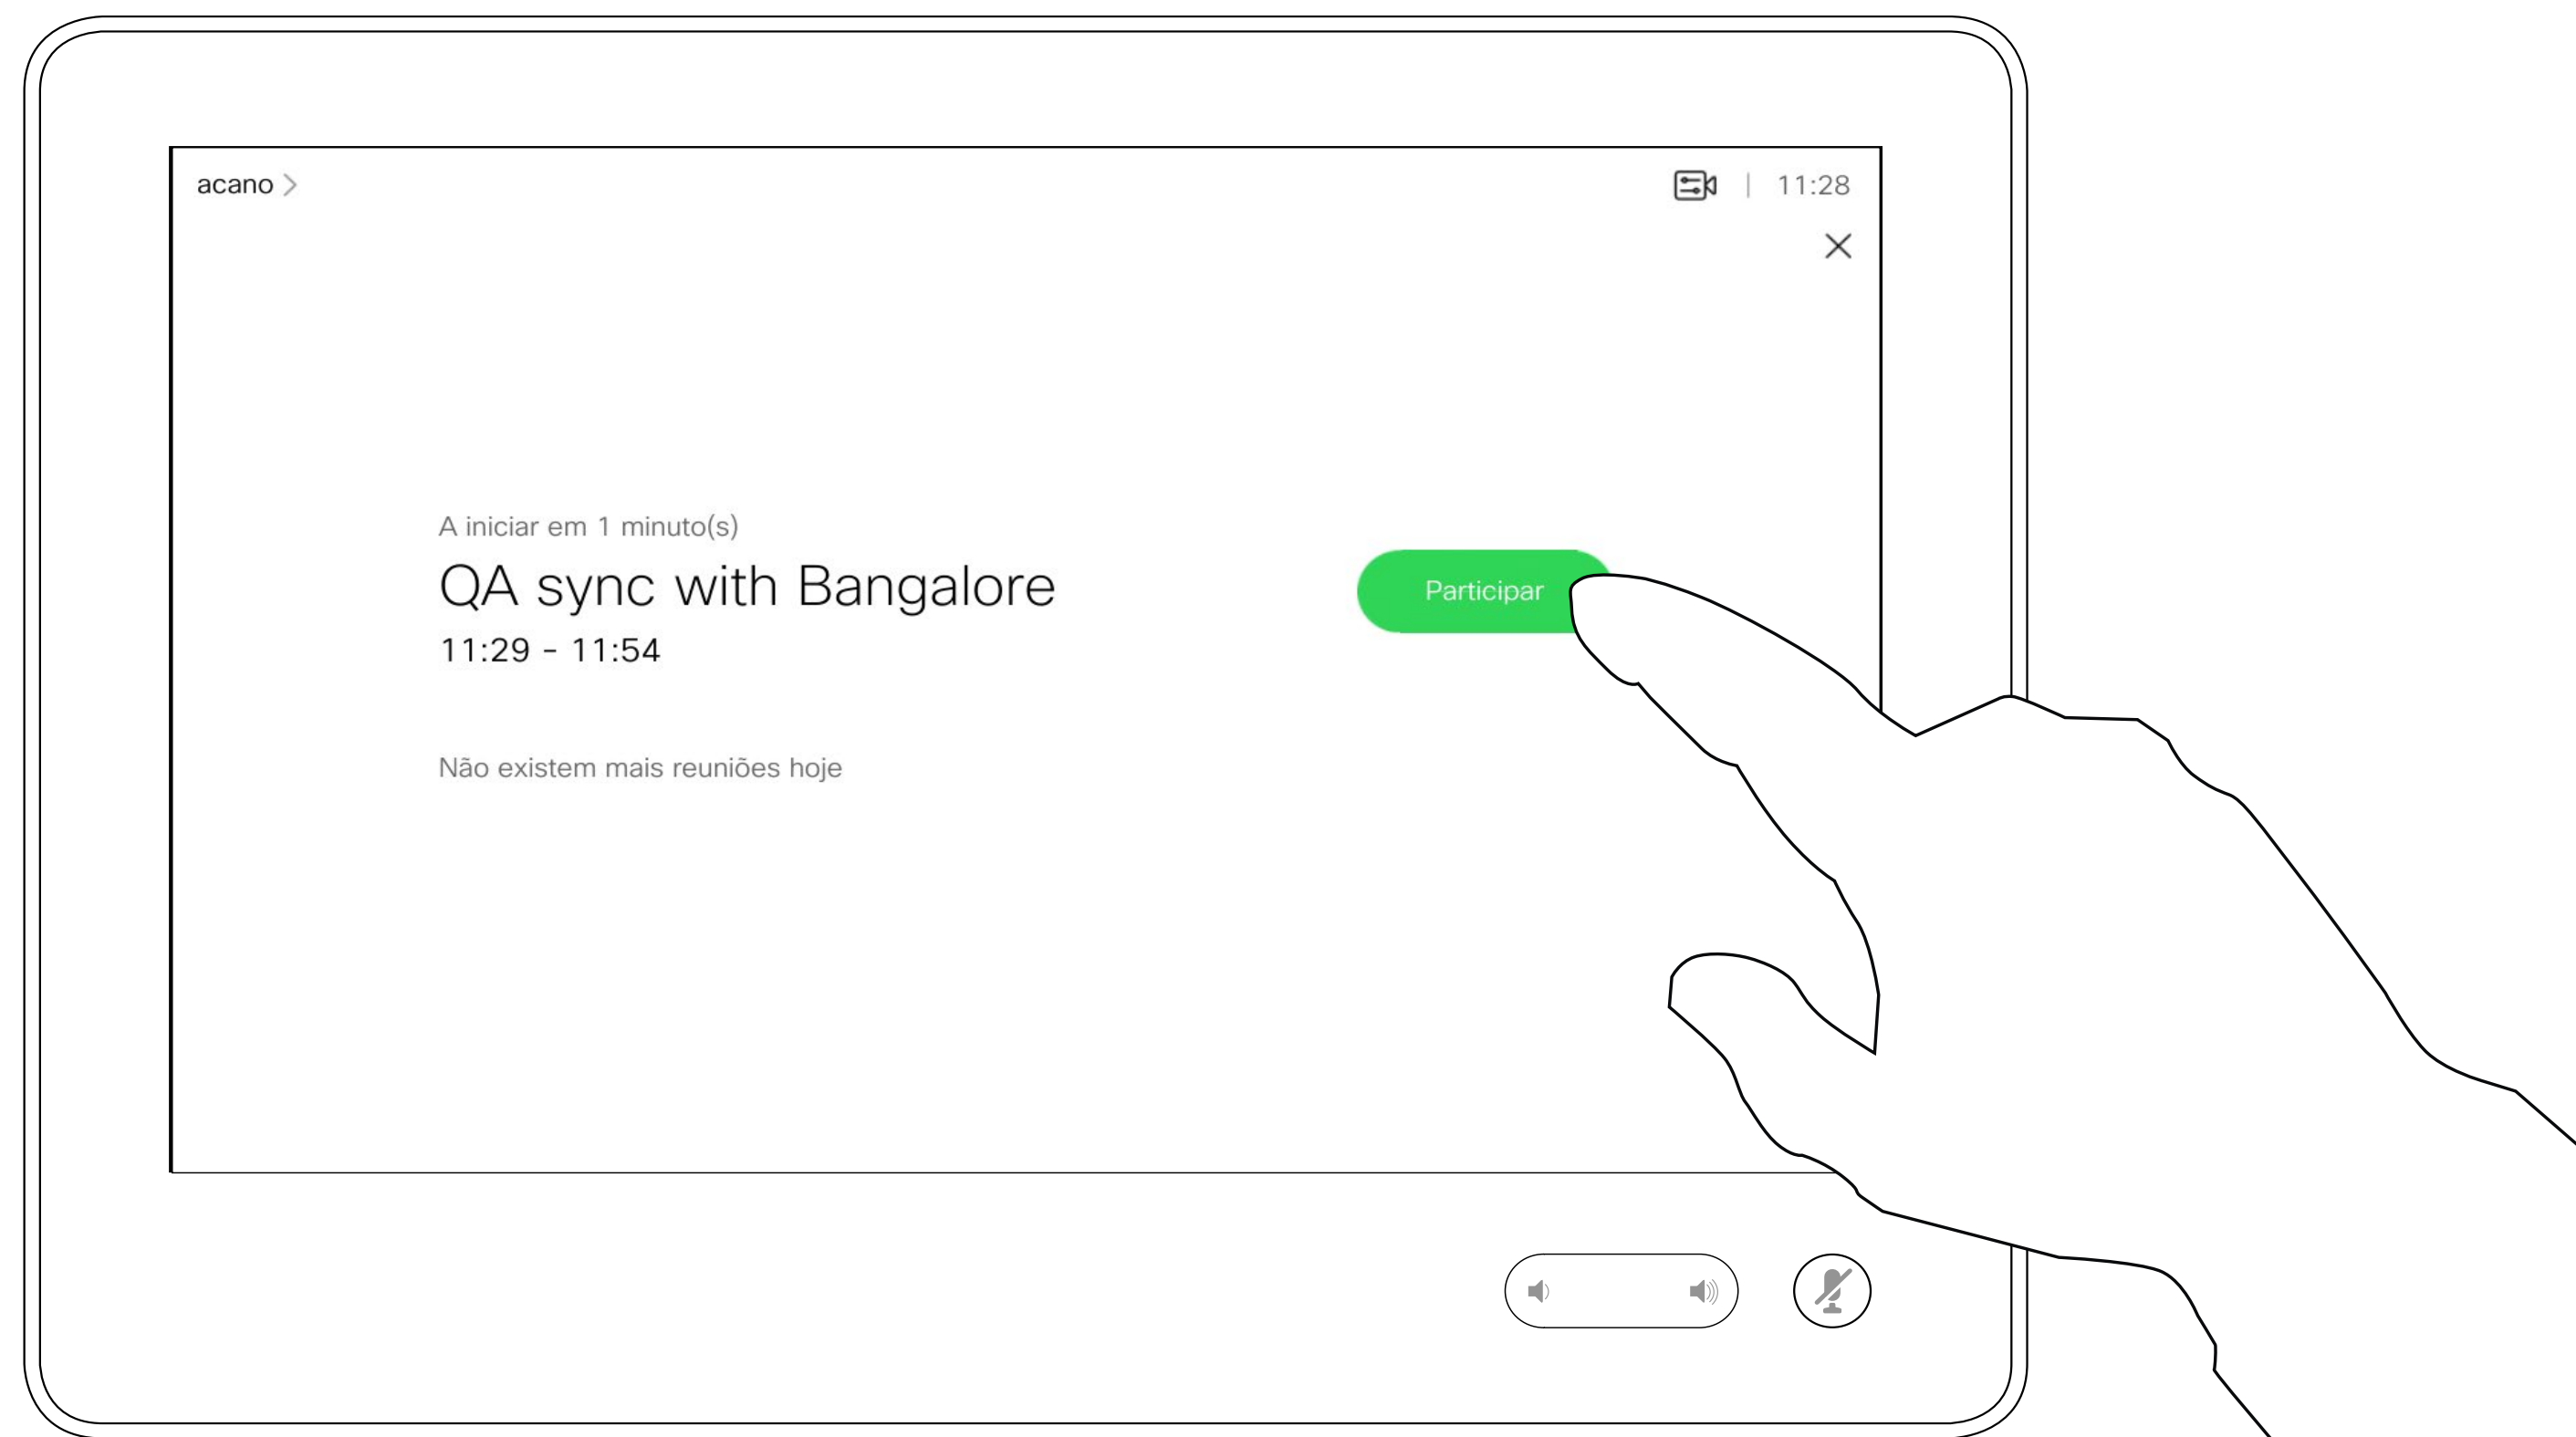 acano
11:28
A iniciar em 1 minuto(s)
QA sync with Bangalore
11:29 - 11:54
Participar
Não existem mais reuniões hoje